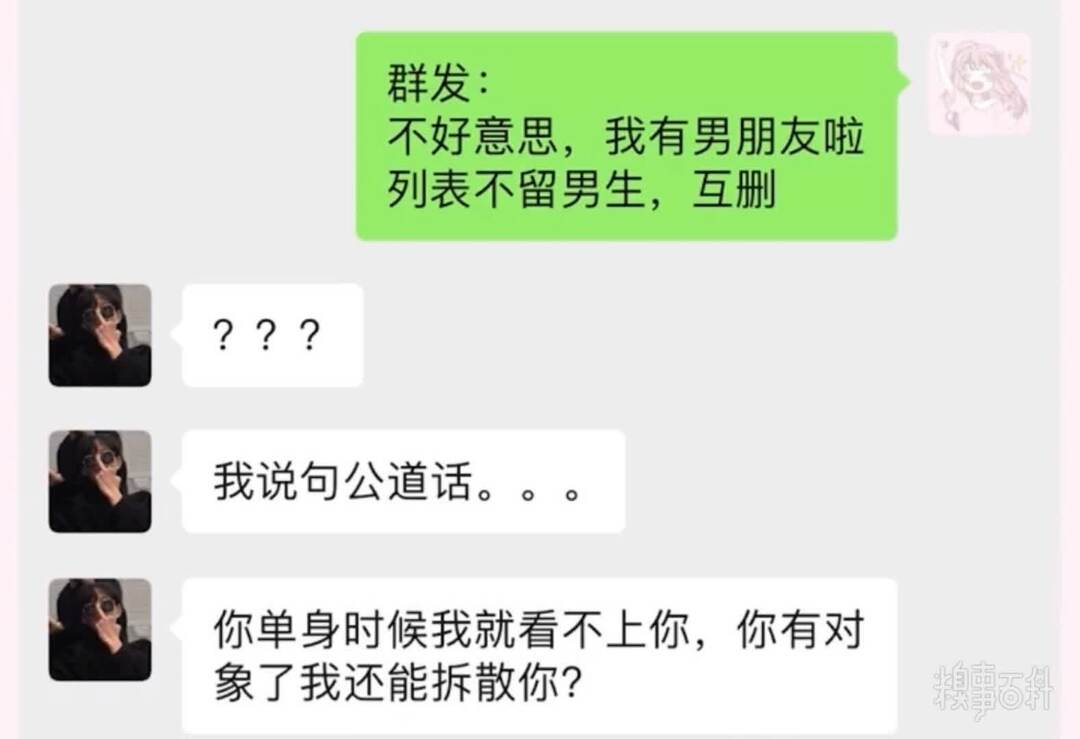 群发：
不好意思，我有男朋友啦
列表不留男生，互删
？？？
我说句公道话。。。
你单身时候我就看不上你，你有对
象了我还能拆散你?
糗事百科